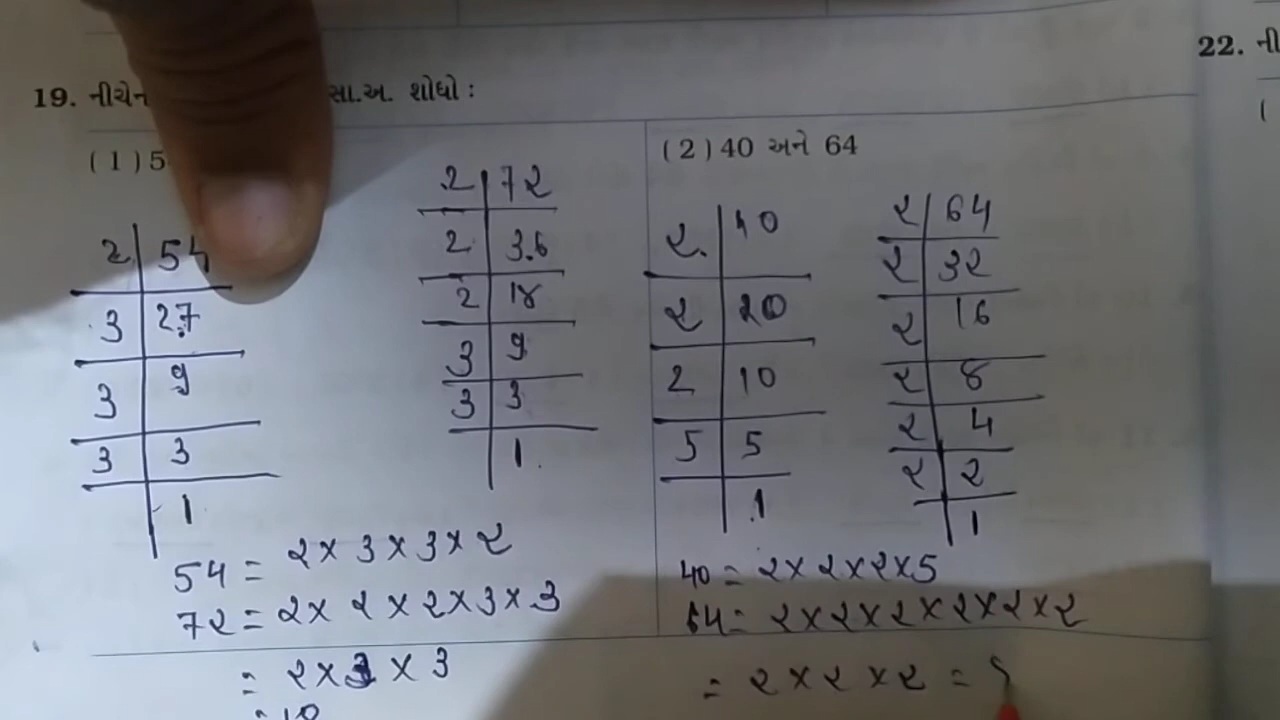 22. ની
19. નીચેન સા.અ. શોધો :
(
( 1 ) 5
2 | 54
3 | 27
3 | 9
3 | 3
1
2 | 72
2 | 36
2 | 18
3 | 9
3 | 3
1
54 = 2 × 3 × 3 × 2
72 = 2 × 2 × 2 × 3 × 3
= 2 × 3 × 3
( 2 ) 40 અને 64
2 | 40
2 | 20
2 | 10
5 | 5
1
2 | 64
2 | 32
2 | 16
2 | 8
2 | 4
2 | 2
1
40 = 2 × 2 × 2 × 5
64 = 2 × 2 × 2 × 2 × 2 × 2
= 2 × 2 × 2 =